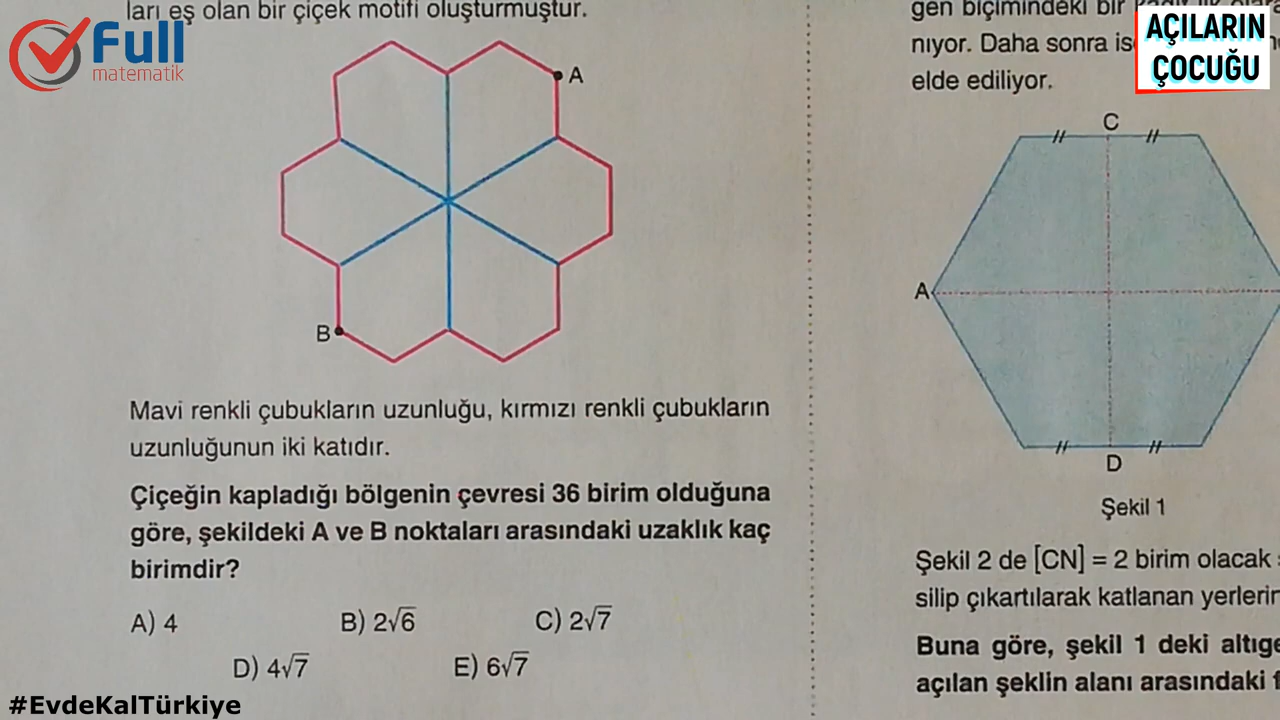 ları eş olan bir çiçek motifi oluşturmuştur.
Full
matematik
A
B
Mavi renkli çubukların uzunluğu, kırmızı renkli çubukların
uzunluğunun iki katıdır.
Çiçeğin kapladığı bölgenin çevresi 36 birim olduğuna
göre, şekildeki A ve B noktaları arasındaki uzaklık kaç
birimdir?
A) 4 B) 2√6 C) 2√7
D) 4√7 E) 6√7
#EvdeKalTürkiye
gen biçimindeki bir
nıyor. Daha sonra
elde ediliyor.
AÇILARIN
ÇOCUĞU
C
A
D
Şekil 1
Şekil 2 de [CN] = 2 birim olacak
silip çıkartılarak katlanan
Buna göre, şekil 1 deki
açılan şeklin alanı arasındaki